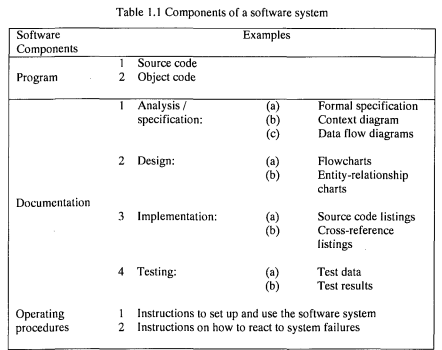 Table 1.1 Components of a software system
Software Components
Examples
Program
1 Source code
2 Object code
Documentation
1 Analysis / specification:
(a) Formal specification
(b) Context diagram
(c) Data flow diagrams
2 Design:
(a) Flowcharts
(b) Entity-relationship charts
3 Implementation:
(a) Source code listings
(b) Cross-reference listings
4 Testing:
(a) Test data
(b) Test results
Operating procedures
1 Instructions to set up and use the software system
2 Instructions on how to react to system failures